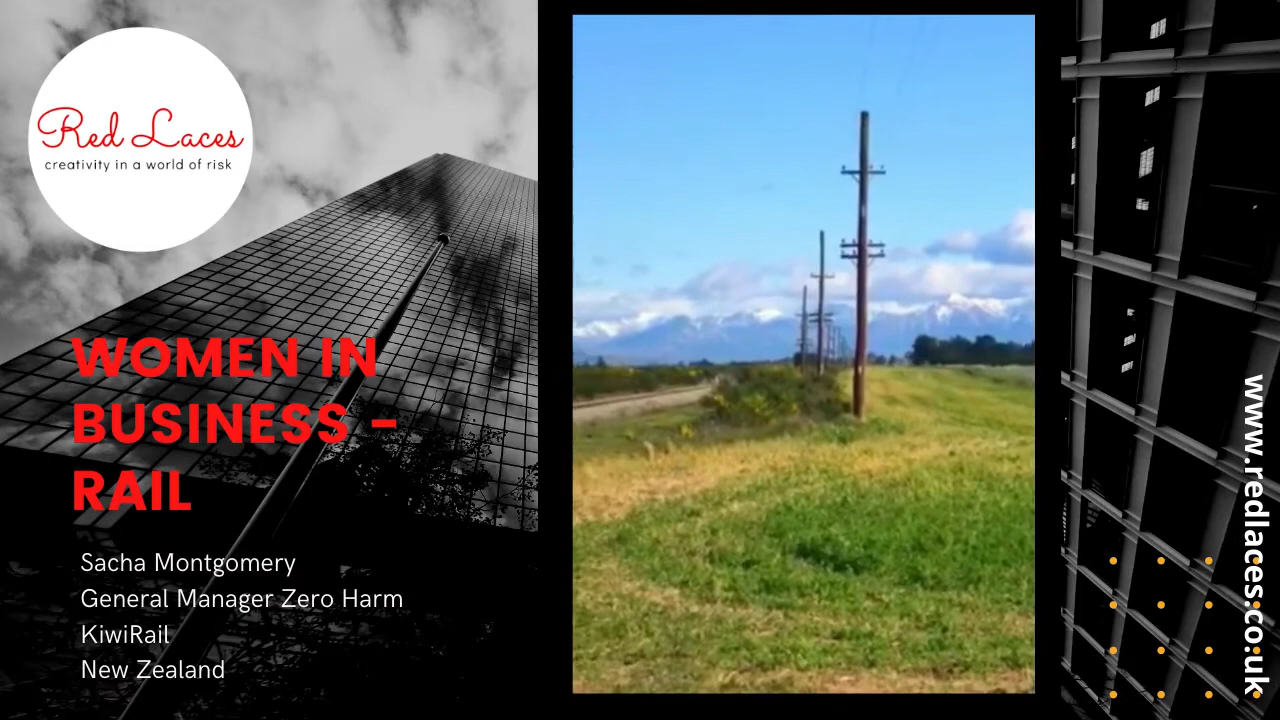 Red Laces
creativity in a world of risk
WOMEN IN
BUSINESS -
RAIL
Sacha Montgomery
General Manager Zero Harm
KiwiRail
New Zealand
www.redlaces.co.uk